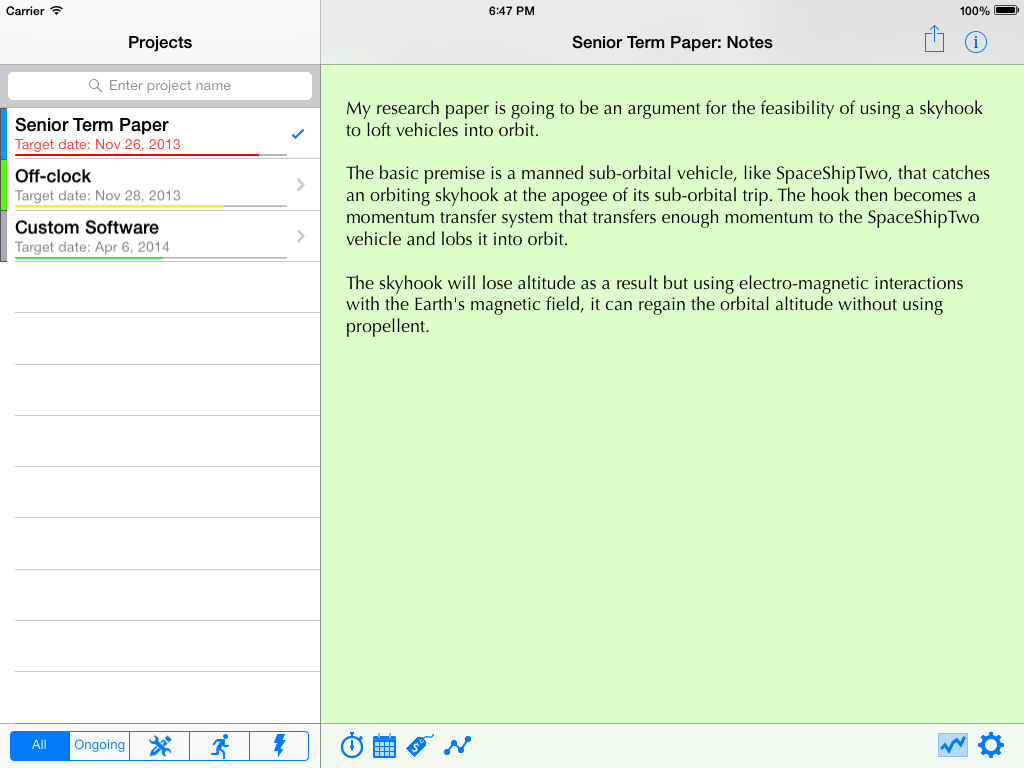 Carrier
6:47 PM
100%
Projects
Senior Term Paper: Notes
Enter project name
Senior Term Paper
Target date: Nov 26, 2013
Off-clock
Target date: Nov 28, 2013
Custom Software
Target date: Apr 6, 2014
My research paper is going to be an argument for the feasibility of using a skyhook
to loft vehicles into orbit.
The basic premise is a manned sub-orbital vehicle, like SpaceShipTwo, that catches
an orbiting skyhook at the apogee of its sub-orbital trip. The hook then becomes a
momentum transfer system that transfers enough momentum to the SpaceShipTwo
vehicle and lobs it into orbit.
The skyhook will lose altitude as a result but using electro-magnetic interactions
with the Earth's magnetic field, it can regain the orbital altitude without using
propellent.
All
Ongoing